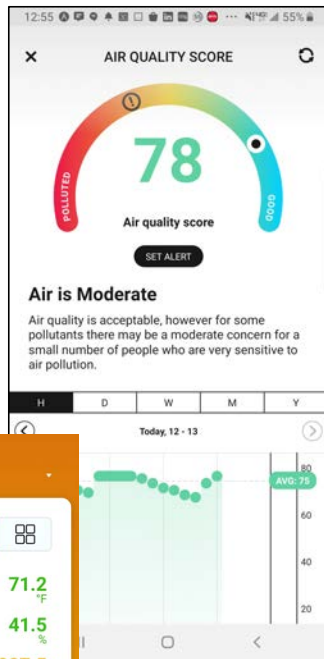 12:55
55%
AIR QUALITY SCORE
POLLUTED
78
GOOD
Air quality score
SET ALERT
Air is Moderate
Air quality is acceptable, however for some
pollutants there may be a moderate concern for a
small number of people who are very sensitive to
air pollution.
H D W M Y
Today, 12 - 13
80
AVG: 75
60
40
20
71.2
°F
41.5
%